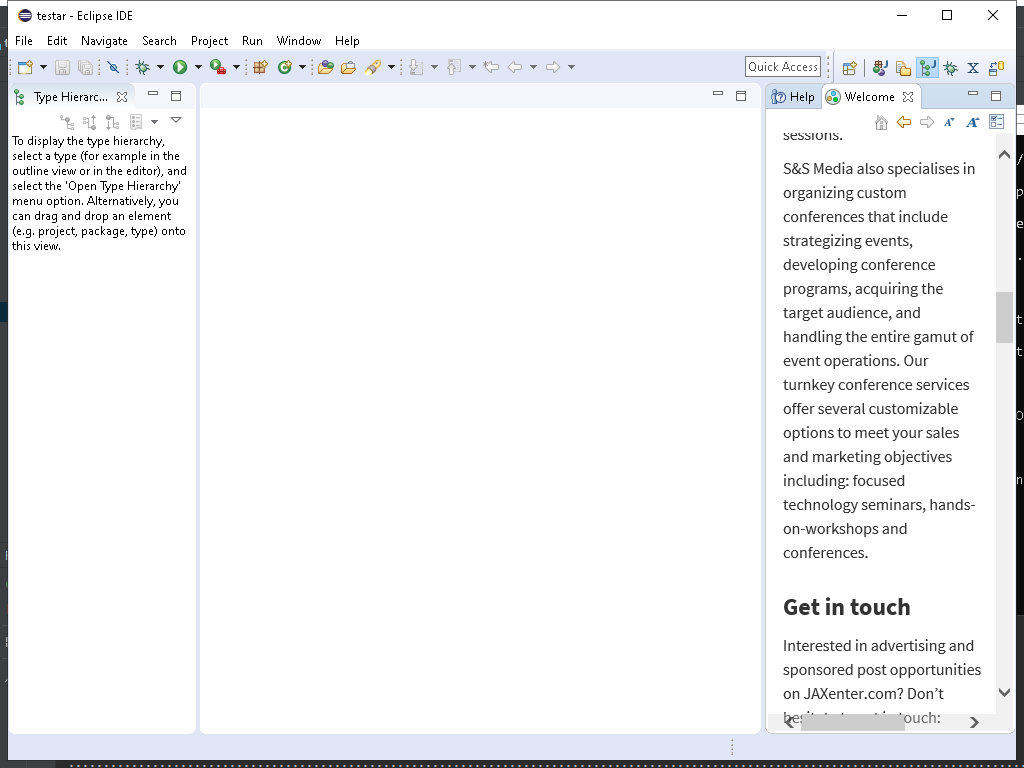 testar - Eclipse IDE
File Edit Navigate Search Project Run Window Help
Quick Access
Type Hierarc...
Help Welcome
To display the type hierarchy,
select a type (for example in the
outline view or in the editor), and
select the 'Open Type Hierarchy'
menu option. Alternatively, you
can drag and drop an element
(e.g. project, package, type) onto
this view.
sessions.
S&S Media also specialises in
organizing custom
conferences that include
strategizing events,
developing conference
programs, acquiring the
target audience, and
handling the entire gamut of
event operations. Our
turnkey conference services
offer several customizable
options to meet your sales
and marketing objectives
including: focused
technology seminars, hands-
on-workshops and
conferences.
Get in touch
Interested in advertising and
sponsored post opportunities
on JAXenter.com? Don’t